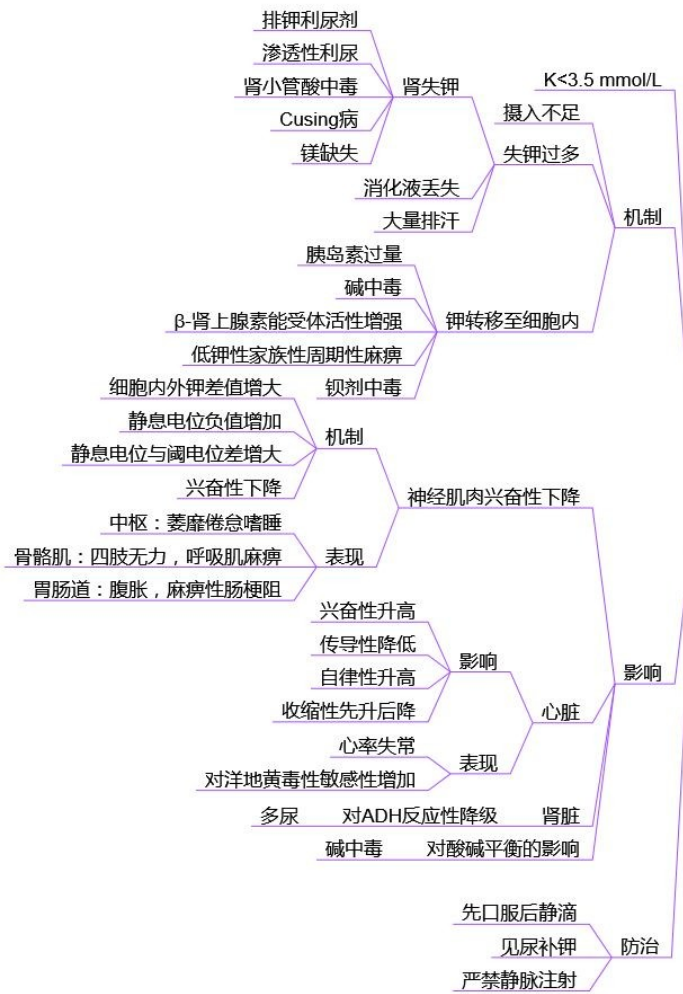 排钾利尿剂
渗透性利尿
肾小管酸中毒
Cusing病
镁缺失
肾失钾
消化液丢失
大量排汗
摄入不足
失钾过多
K<3.5 mmol/L
机制
胰岛素过量
碱中毒
β-肾上腺素能受体活性增强
低钾性家族性周期性麻痹
钡剂中毒
钾转移至细胞内
细胞内外钾差值增大
静息电位负值增加
静息电位与阈电位差增大
兴奋性下降
机制
中枢：萎靡倦怠嗜睡
骨骼肌：四肢无力，呼吸肌麻痹
胃肠道：腹胀，麻痹性肠梗阻
表现
神经肌肉兴奋性下降
兴奋性升高
传导性降低
自律性升高
收缩性先升后降
影响
心率失常
对洋地黄毒性敏感性增加
表现
心脏
影响
多尿 对ADH反应性降级 肾脏
碱中毒 对酸碱平衡的影响
先口服后静滴
见尿补钾
严禁静脉注射
防治